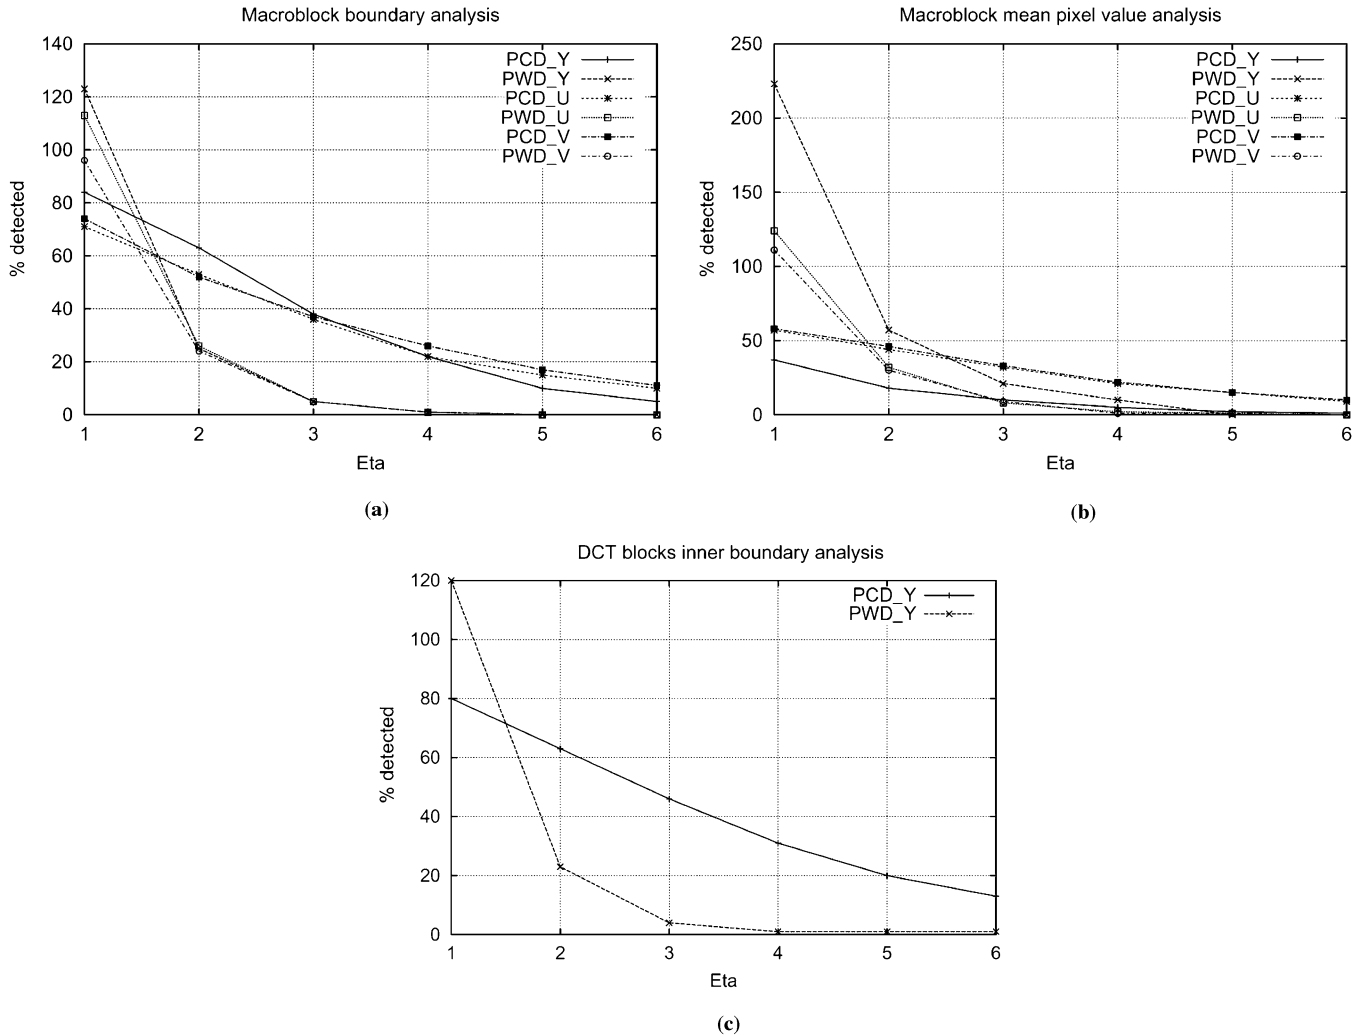 Macroblock boundary analysis
140
120
100
80
60
40
20
0
% detected
1 2 3 4 5 6
Eta
PCD_Y
PWD_Y
PCD_U
PWD_U
PCD_V
PWD_V
(a)
Macroblock mean pixel value analysis
250
200
150
100
50
0
% detected
1 2 3 4 5 6
Eta
PCD_Y
PWD_Y
PCD_U
PWD_U
PCD_V
PWD_V
(b)
DCT blocks inner boundary analysis
120
100
80
60
40
20
0
% detected
1 2 3 4 5 6
Eta
PCD_Y
PWD_Y
(c)